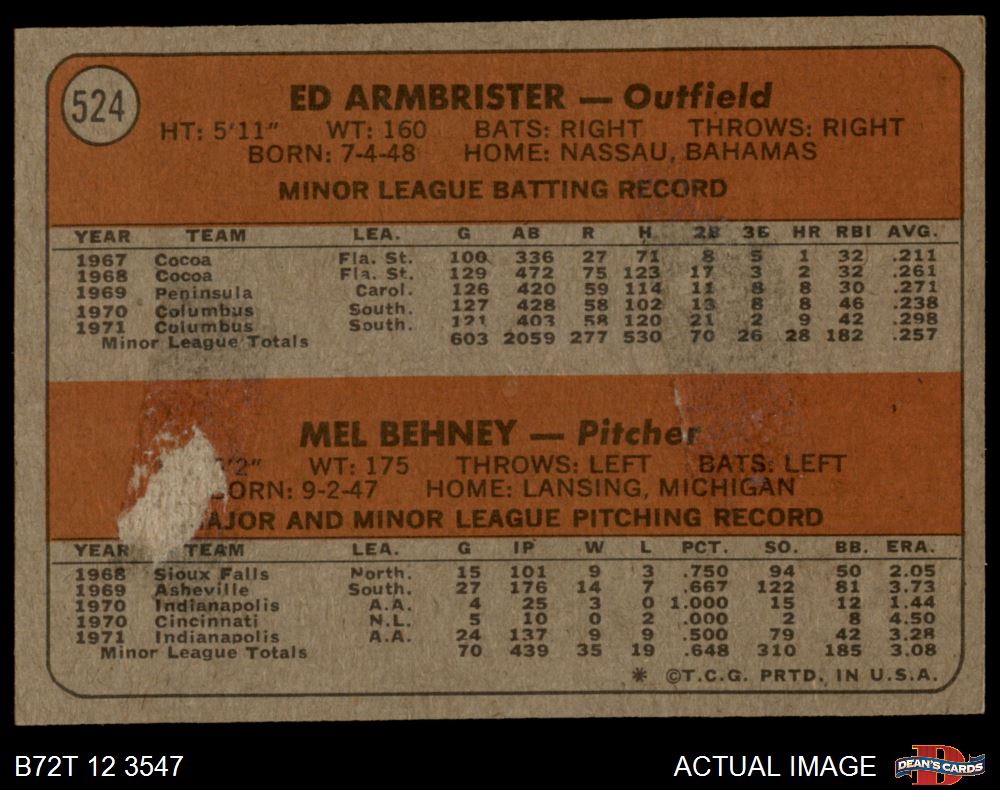 524
ED ARMBRISTER — Outfield
HT: 5'11" WT: 160 BATS: RIGHT THROWS: RIGHT
BORN: 7-4-48 HOME: NASSAU, BAHAMAS
MINOR LEAGUE BATTING RECORD
YEAR TEAM LEA. G AB R H 2B 3B HR RBI AVG.
1967 Cocoa Fla. St. 100 336 27 71 8 5 1 32 .211
1968 Cocoa Fla. St. 129 472 75 123 17 3 2 32 .261
1969 Peninsula Carol. 126 420 59 114 11 8 8 30 .271
1970 Columbus South. 127 428 58 102 13 8 8 46 .238
1971 Columbus South. 121 403 58 120 21 2 9 42 .298
Minor League Totals 603 2059 277 530 70 26 28 182 .257
MEL BEHNEY — Pitcher
'2" WT: 175 THROWS: LEFT BATS: LEFT
ORN: 9-2-47 HOME: LANSING, MICHIGAN
AJOR AND MINOR LEAGUE PITCHING RECORD
YEAR TEAM LEA. G IP W L PCT. SO. BB. ERA.
1968 Sioux Falls North. 15 101 9 3 .750 94 50 2.05
1969 Asheville South. 27 176 14 7 .667 122 81 3.73
1970 Indianapolis A.A. 4 25 3 0 1.000 15 12 1.44
1970 Cincinnati N.L. 5 10 0 2 .000 2 8 4.50
1971 Indianapolis A.A. 24 137 9 9 .500 79 42 3.28
Minor League Totals 70 439 35 19 .648 310 185 3.08
* ©T.C.G. PRTD. IN U.S.A.
B72T 12 3547
ACTUAL IMAGE
DEAN'S CARDS